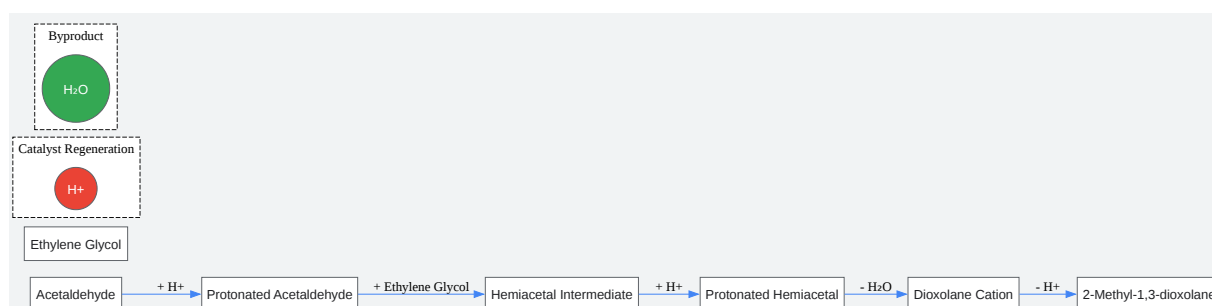 Byproduct
H₂O
Catalyst Regeneration
H+
Ethylene Glycol
Acetaldehyde + H+ Protonated Acetaldehyde + Ethylene Glycol Hemiacetal Intermediate + H+ Protonated Hemiacetal - H₂O Dioxolane Cation - H+ 2-Methyl-1,3-dioxolane